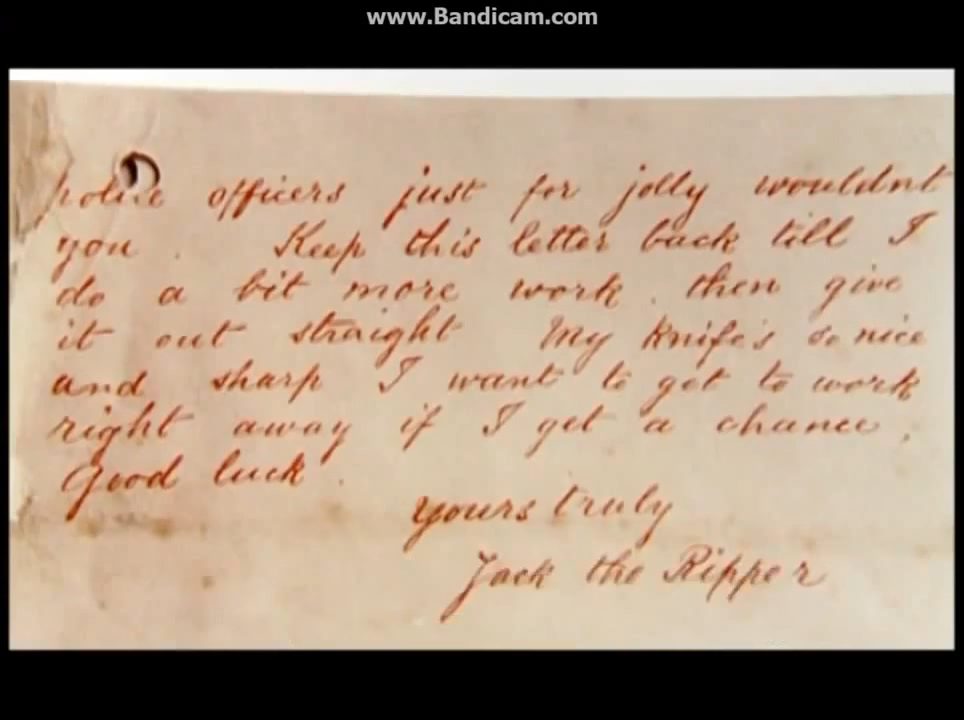 www.Bandicam.com
police officers just for jolly wouldnt
you . Keep this letter back till I
do a bit more work . then give
it out straight My knife's so nice
and sharp I want to get to work
right away if I get a chance .
Good luck .
Yours truly
Jack the Ripper